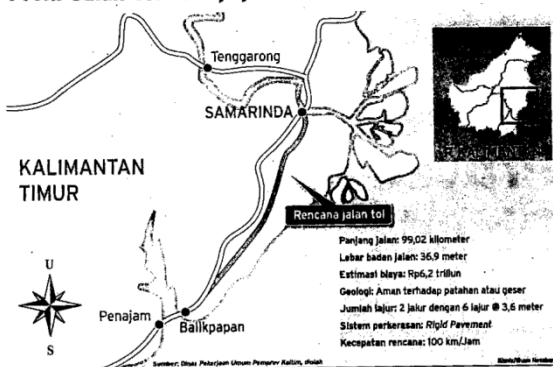 Tenggarong
SAMARINDA
KALIMANTAN
TIMUR
Rencana jalan tol
Panjang jalan: 99,02 kilometer
Lebar badan jalan: 36,9 meter
Estimasi biaya: Rp6,2 triliun
Geologi: Aman terhadap patahan atau geser
Jumlah lajur: 2 jalur dengan 6 lajur @ 3,6 meter
Sistem perkerasan: Rigid Pavement
Kecepatan rencana: 100 km/Jam
U
S
Penajam
Balikpapan
Sumber: Dinas Pekerjaan Umum Pemprov Kaltim, diolah